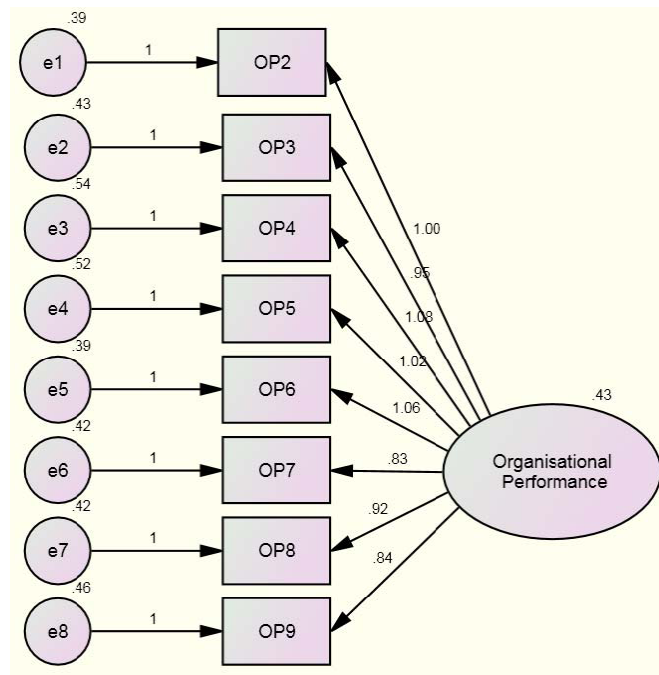 .39
e1 1 OP2
.43
e2 1 OP3
.54
e3 1 OP4
1.00
.52
.95
e4 1 OP5
1.08
.39
1.02
e5 1 OP6
1.06
.43
.42
e6 1 OP7
.83
Organisational
Performance
.42
e7 1 OP8
.92
.46
.84
e8 1 OP9